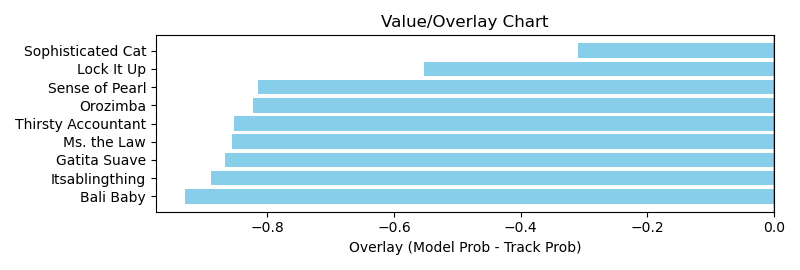 Value/Overlay Chart
Sophisticated Cat
Lock It Up
Sense of Pearl
Orozimba
Thirsty Accountant
Ms. the Law
Gatita Suave
Itsablingthing
Bali Baby
−0.8 −0.6 −0.4 −0.2 0.0
Overlay (Model Prob - Track Prob)